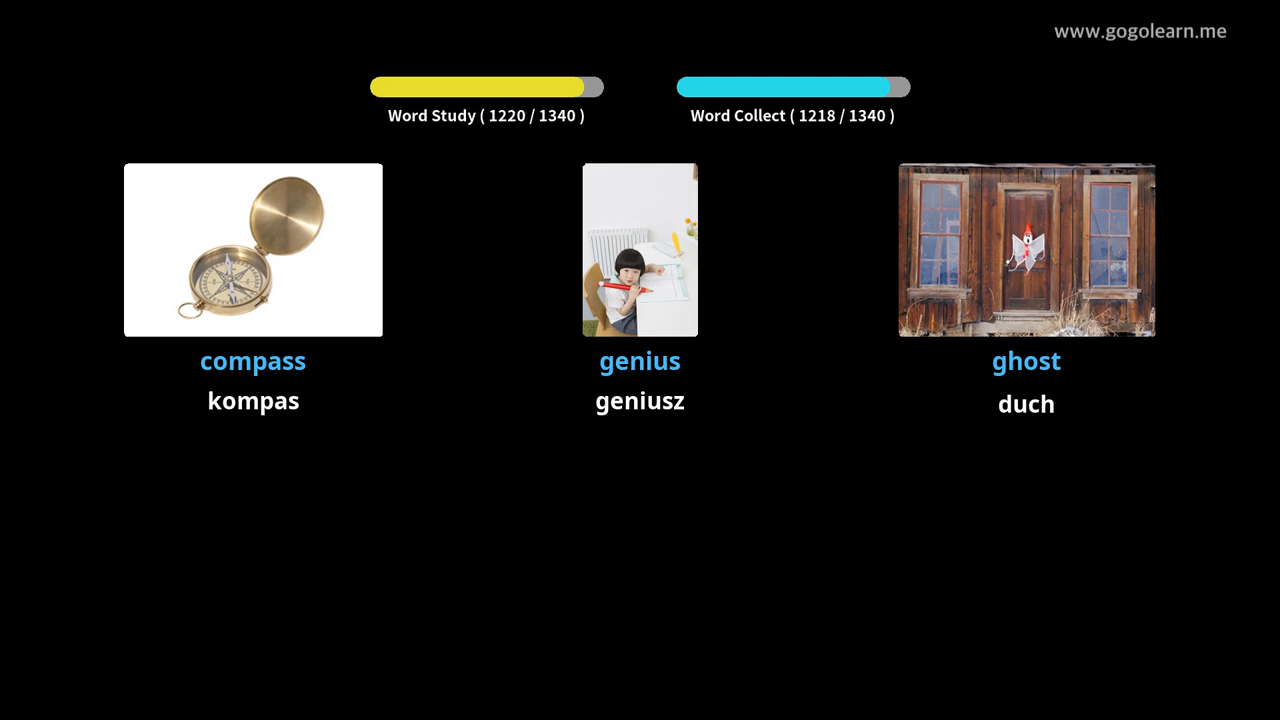 www.gogolearn.me
Word Study ( 1220 / 1340 )
Word Collect ( 1218 / 1340 )
compass
genius
ghost
kompas
geniusz
duch